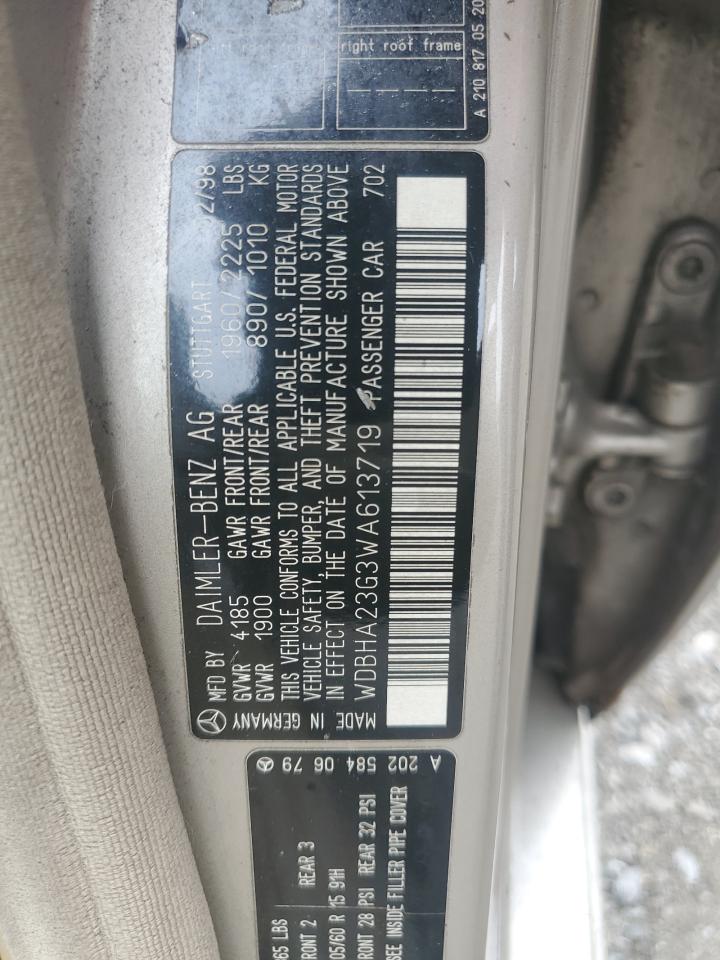 right roof frame
A 210 817 05 20
MFD BY DAIMLER-BENZ AG STUTTGART 2/98
GVWR 4185 GAWR FRONT/REAR 1960/ 2225 LBS
GVWR 1900 GAWR FRONT/REAR 890/ 1010 KG
THIS VEHICLE CONFORMS TO ALL APPLICABLE U.S. FEDERAL MOTOR
VEHICLE SAFETY, BUMPER, AND THEFT PREVENTION STANDARDS
IN EFFECT ON THE DATE OF MANUFACTURE SHOWN ABOVE
WDBHA23G3WA613719 PASSENGER CAR 702
MADE IN GERMANY
A 202 584 06 79
65 LBS
RONT 2 REAR 3
05/60 R 15 91H
RONT 28 PSI REAR 32 PSI
SEE INSIDE FILLER PIPE COVER